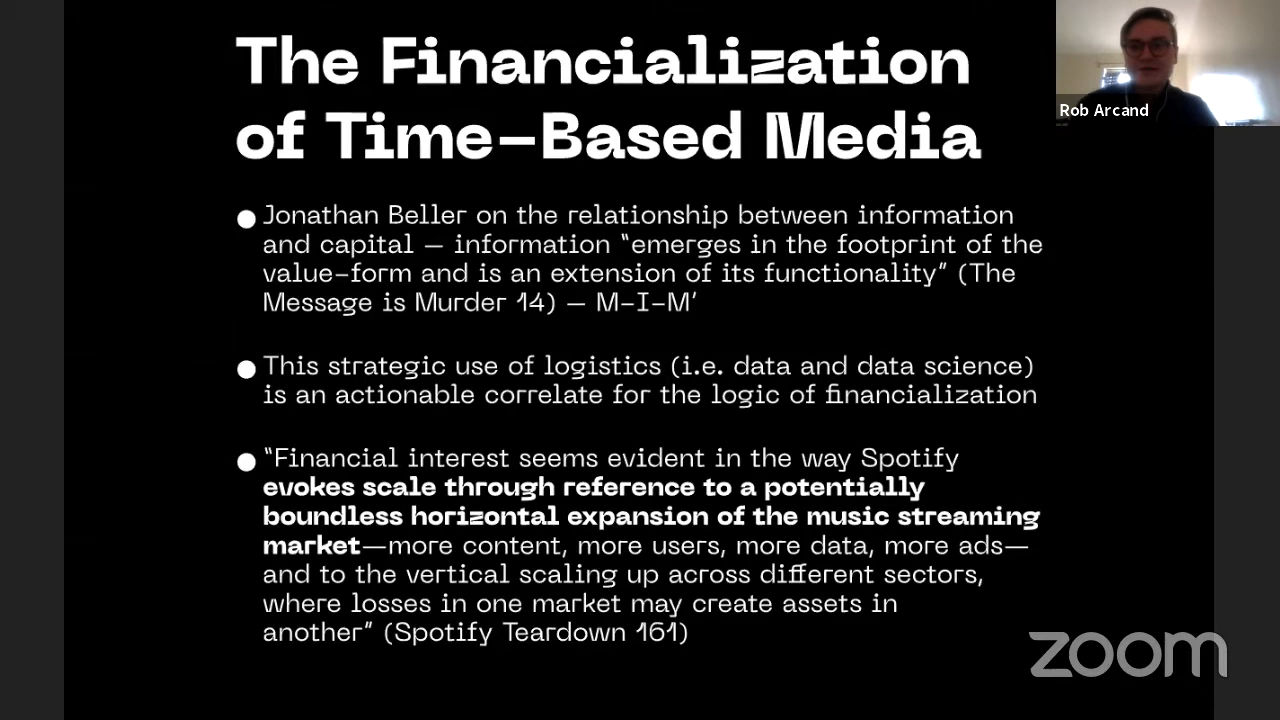 The Financialization
of Time-Based Media
Rob Arcand
● Jonathan Beller on the relationship between information
and capital — information “emerges in the footprint of the
value-form and is an extension of its functionality” (The
Message is Murder 14) — M-I-M’
● This strategic use of logistics (i.e. data and data science)
is an actionable correlate for the logic of financialization
● “Financial interest seems evident in the way Spotify
evokes scale through reference to a potentially
boundless horizontal expansion of the music streaming
market—more content, more users, more data, more ads—
and to the vertical scaling up across different sectors,
where losses in one market may create assets in
another” (Spotify Teardown 161)
zoom